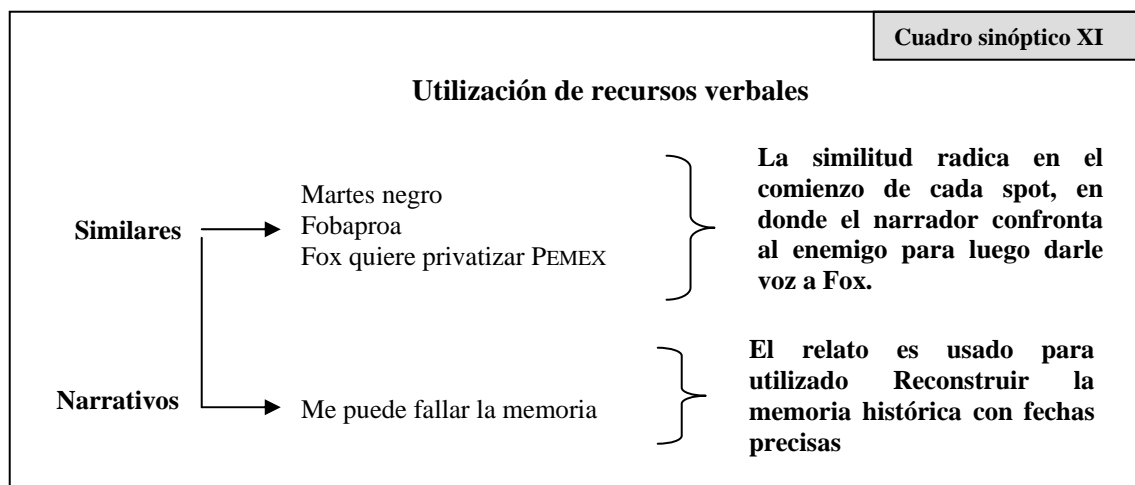 Cuadro sinóptico XI
Utilización de recursos verbales
Similares
Martes negro
Fobaproa
Fox quiere privatizar PEMEX
La similitud radica en el
comienzo de cada spot, en
donde el narrador confronta
al enemigo para luego darle
voz a Fox.
Narrativos
Me puede fallar la memoria
El relato es usado para
utilizado Reconstruir la
memoria histórica con fechas
precisas